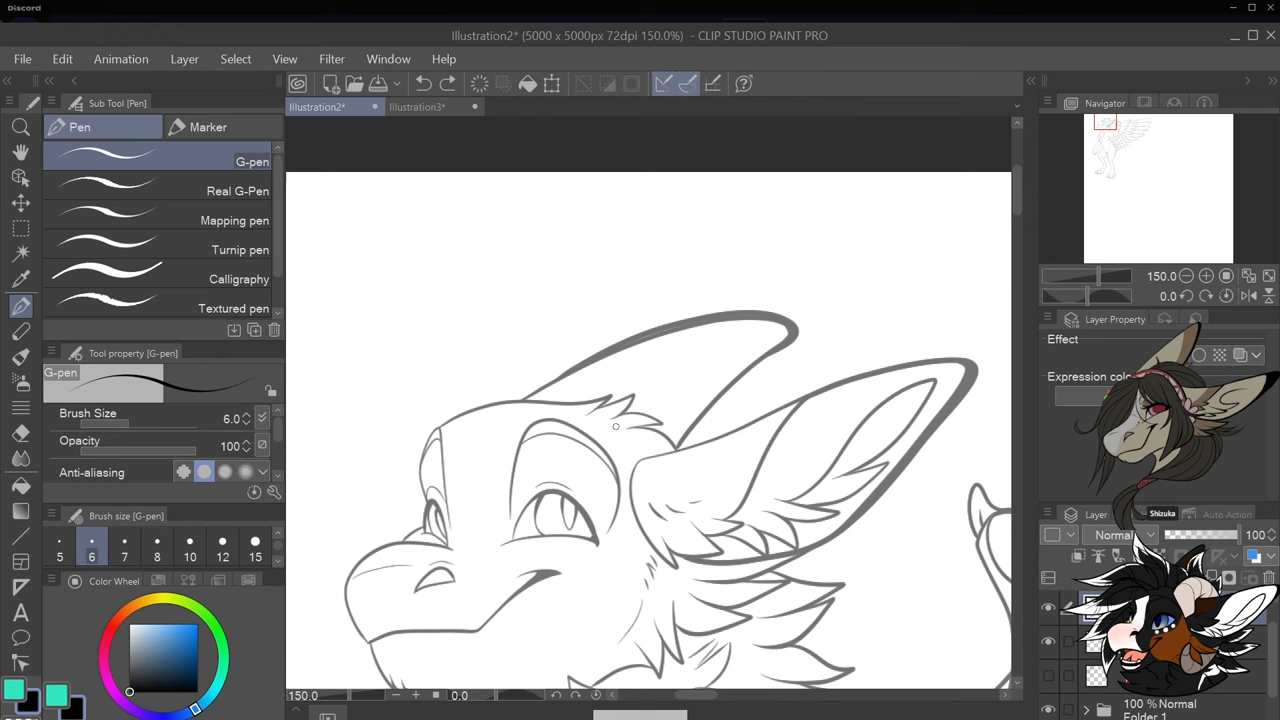 Discord
Illustration2* (5000 x 5000px 72dpi 150.0%) - CLIP STUDIO PAINT PRO
File Edit Animation Layer Select View Filter Window Help
Sub Tool [Pen]
Illustration2* Illustration3*
Navigator
Pen Marker
G-pen
Real G-Pen
Mapping pen
Turnip pen
Calligraphy
Textured pen
150.0
0.0
Layer Property
Effect
Expression colo
Tool property [G-pen]
G-pen
Brush Size 6.0
Opacity 100
Anti-aliasing
Brush size [G-pen]
5 6 7 8 10 12 15
Color Wheel
Layer Shizuka Auto Action
Normal 100
150.0 0.0
100 % Normal
Folder 1